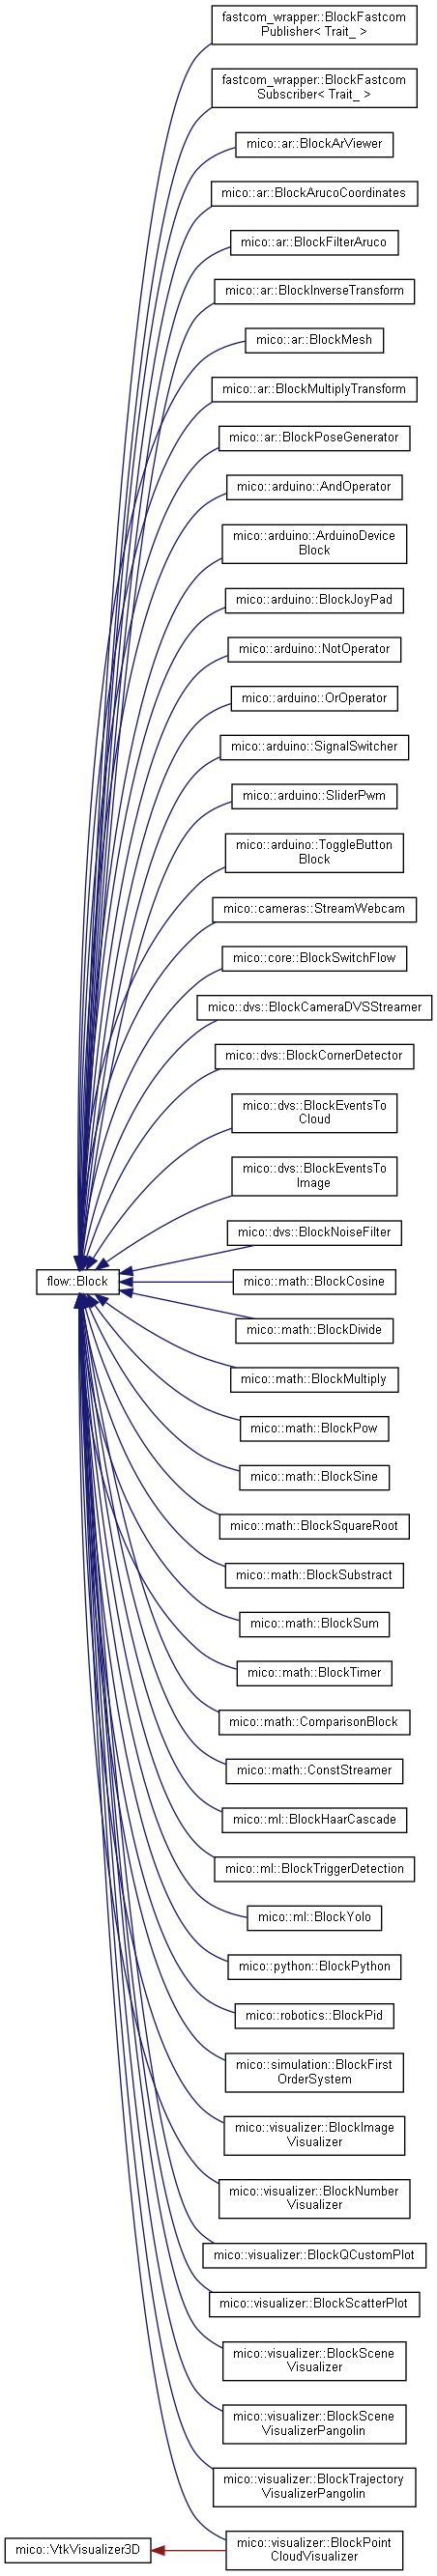 fastcom_wrapper::BlockFastcom
Publisher< Trait_ >
fastcom_wrapper::BlockFastcom
Subscriber< Trait_ >
mico::ar::BlockArViewer
mico::ar::BlockArucoCoordinates
mico::ar::BlockFilterAruco
mico::ar::BlockInverseTransform
mico::ar::BlockMesh
mico::ar::BlockMultiplyTransform
mico::ar::BlockPoseGenerator
mico::arduino::AndOperator
mico::arduino::ArduinoDevice
Block
mico::arduino::BlockJoyPad
mico::arduino::NotOperator
mico::arduino::OrOperator
mico::arduino::SignalSwitcher
mico::arduino::SliderPwm
mico::arduino::ToggleButton
Block
mico::cameras::StreamWebcam
mico::core::BlockSwitchFlow
mico::dvs::BlockCameraDVSStreamer
mico::dvs::BlockCornerDetector
mico::dvs::BlockEventsTo
Cloud
mico::dvs::BlockEventsTo
Image
mico::dvs::BlockNoiseFilter
flow::Block
mico::math::BlockCosine
mico::math::BlockDivide
mico::math::BlockMultiply
mico::math::BlockPow
mico::math::BlockSine
mico::math::BlockSquareRoot
mico::math::BlockSubstract
mico::math::BlockSum
mico::math::BlockTimer
mico::math::ComparisonBlock
mico::math::ConstStreamer
mico::ml::BlockHaarCascade
mico::ml::BlockTriggerDetection
mico::ml::BlockYolo
mico::python::BlockPython
mico::robotics::BlockPid
mico::simulation::BlockFirst
OrderSystem
mico::visualizer::BlockImage
Visualizer
mico::visualizer::BlockNumber
Visualizer
mico::visualizer::BlockQCustomPlot
mico::visualizer::BlockScatterPlot
mico::visualizer::BlockScene
Visualizer
mico::visualizer::BlockScene
VisualizerPangolin
mico::visualizer::BlockTrajectory
VisualizerPangolin
mico::VtkVisualizer3D
mico::visualizer::BlockPoint
CloudVisualizer